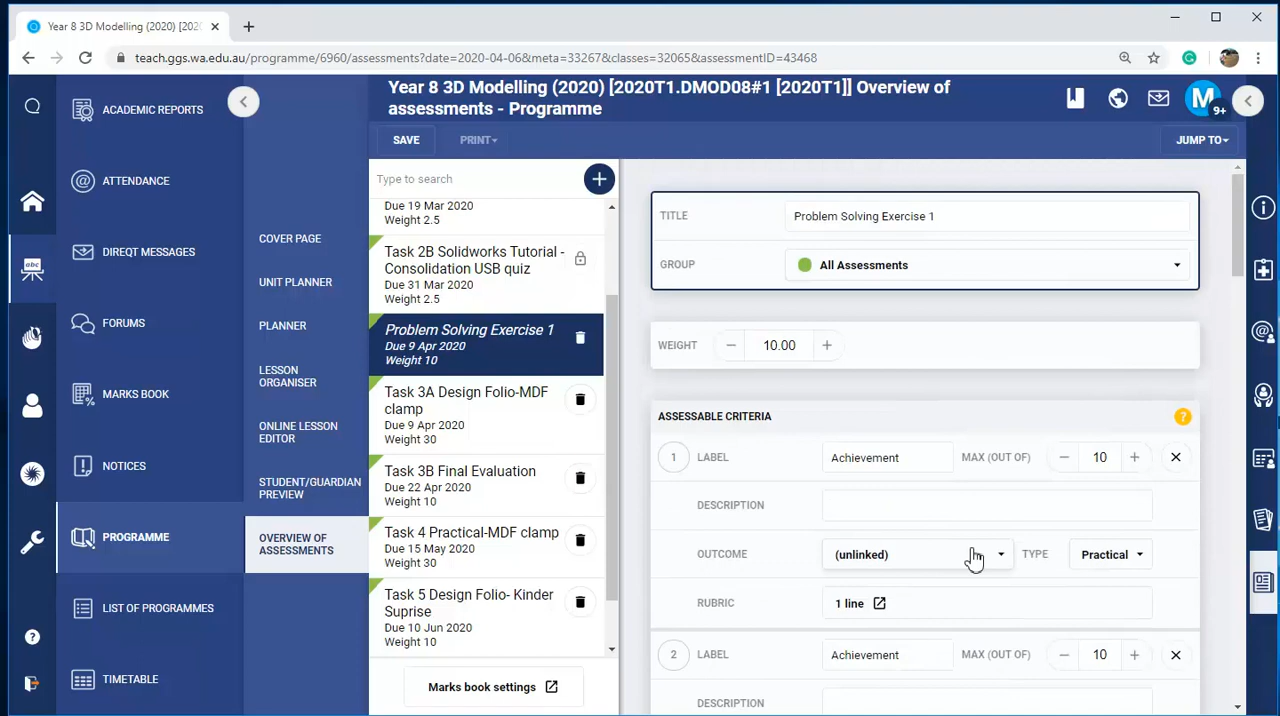 Year 8 3D Modelling (2020) [202
teach.ggs.wa.edu.au/programme/6960/assessments?date=2020-04-06&meta=33267&classes=32065&assessmentID=43468
Year 8 3D Modelling (2020) [2020T1.DMOD08#1 [2020T1]] Overview of
assessments - Programme
M
9+
SAVE
PRINT
JUMP TO
abc
ACADEMIC REPORTS
ATTENDANCE
DIREQT MESSAGES
FORUMS
MARKS BOOK
NOTICES
PROGRAMME
LIST OF PROGRAMMES
TIMETABLE
COVER PAGE
UNIT PLANNER
PLANNER
LESSON
ORGANISER
ONLINE LESSON
EDITOR
STUDENT/GUARDIAN
PREVIEW
OVERVIEW OF
ASSESSMENTS
Type to search
Due 19 Mar 2020
Weight 2.5
Task 2B Solidworks Tutorial -
Consolidation USB quiz
Due 31 Mar 2020
Weight 2.5
Problem Solving Exercise 1
Due 9 Apr 2020
Weight 10
Task 3A Design Folio-MDF
clamp
Due 9 Apr 2020
Weight 30
Task 3B Final Evaluation
Due 22 Apr 2020
Weight 10
Task 4 Practical-MDF clamp
Due 15 May 2020
Weight 30
Task 5 Design Folio- Kinder
Suprise
Due 10 Jun 2020
Weight 10
Marks book settings
TITLE Problem Solving Exercise 1
GROUP All Assessments
WEIGHT 10.00
ASSESSABLE CRITERIA ?
1 LABEL Achievement MAX (OUT OF) 10
DESCRIPTION
OUTCOME (unlinked) TYPE Practical
RUBRIC 1 line
2 LABEL Achievement MAX (OUT OF) 10
DESCRIPTION